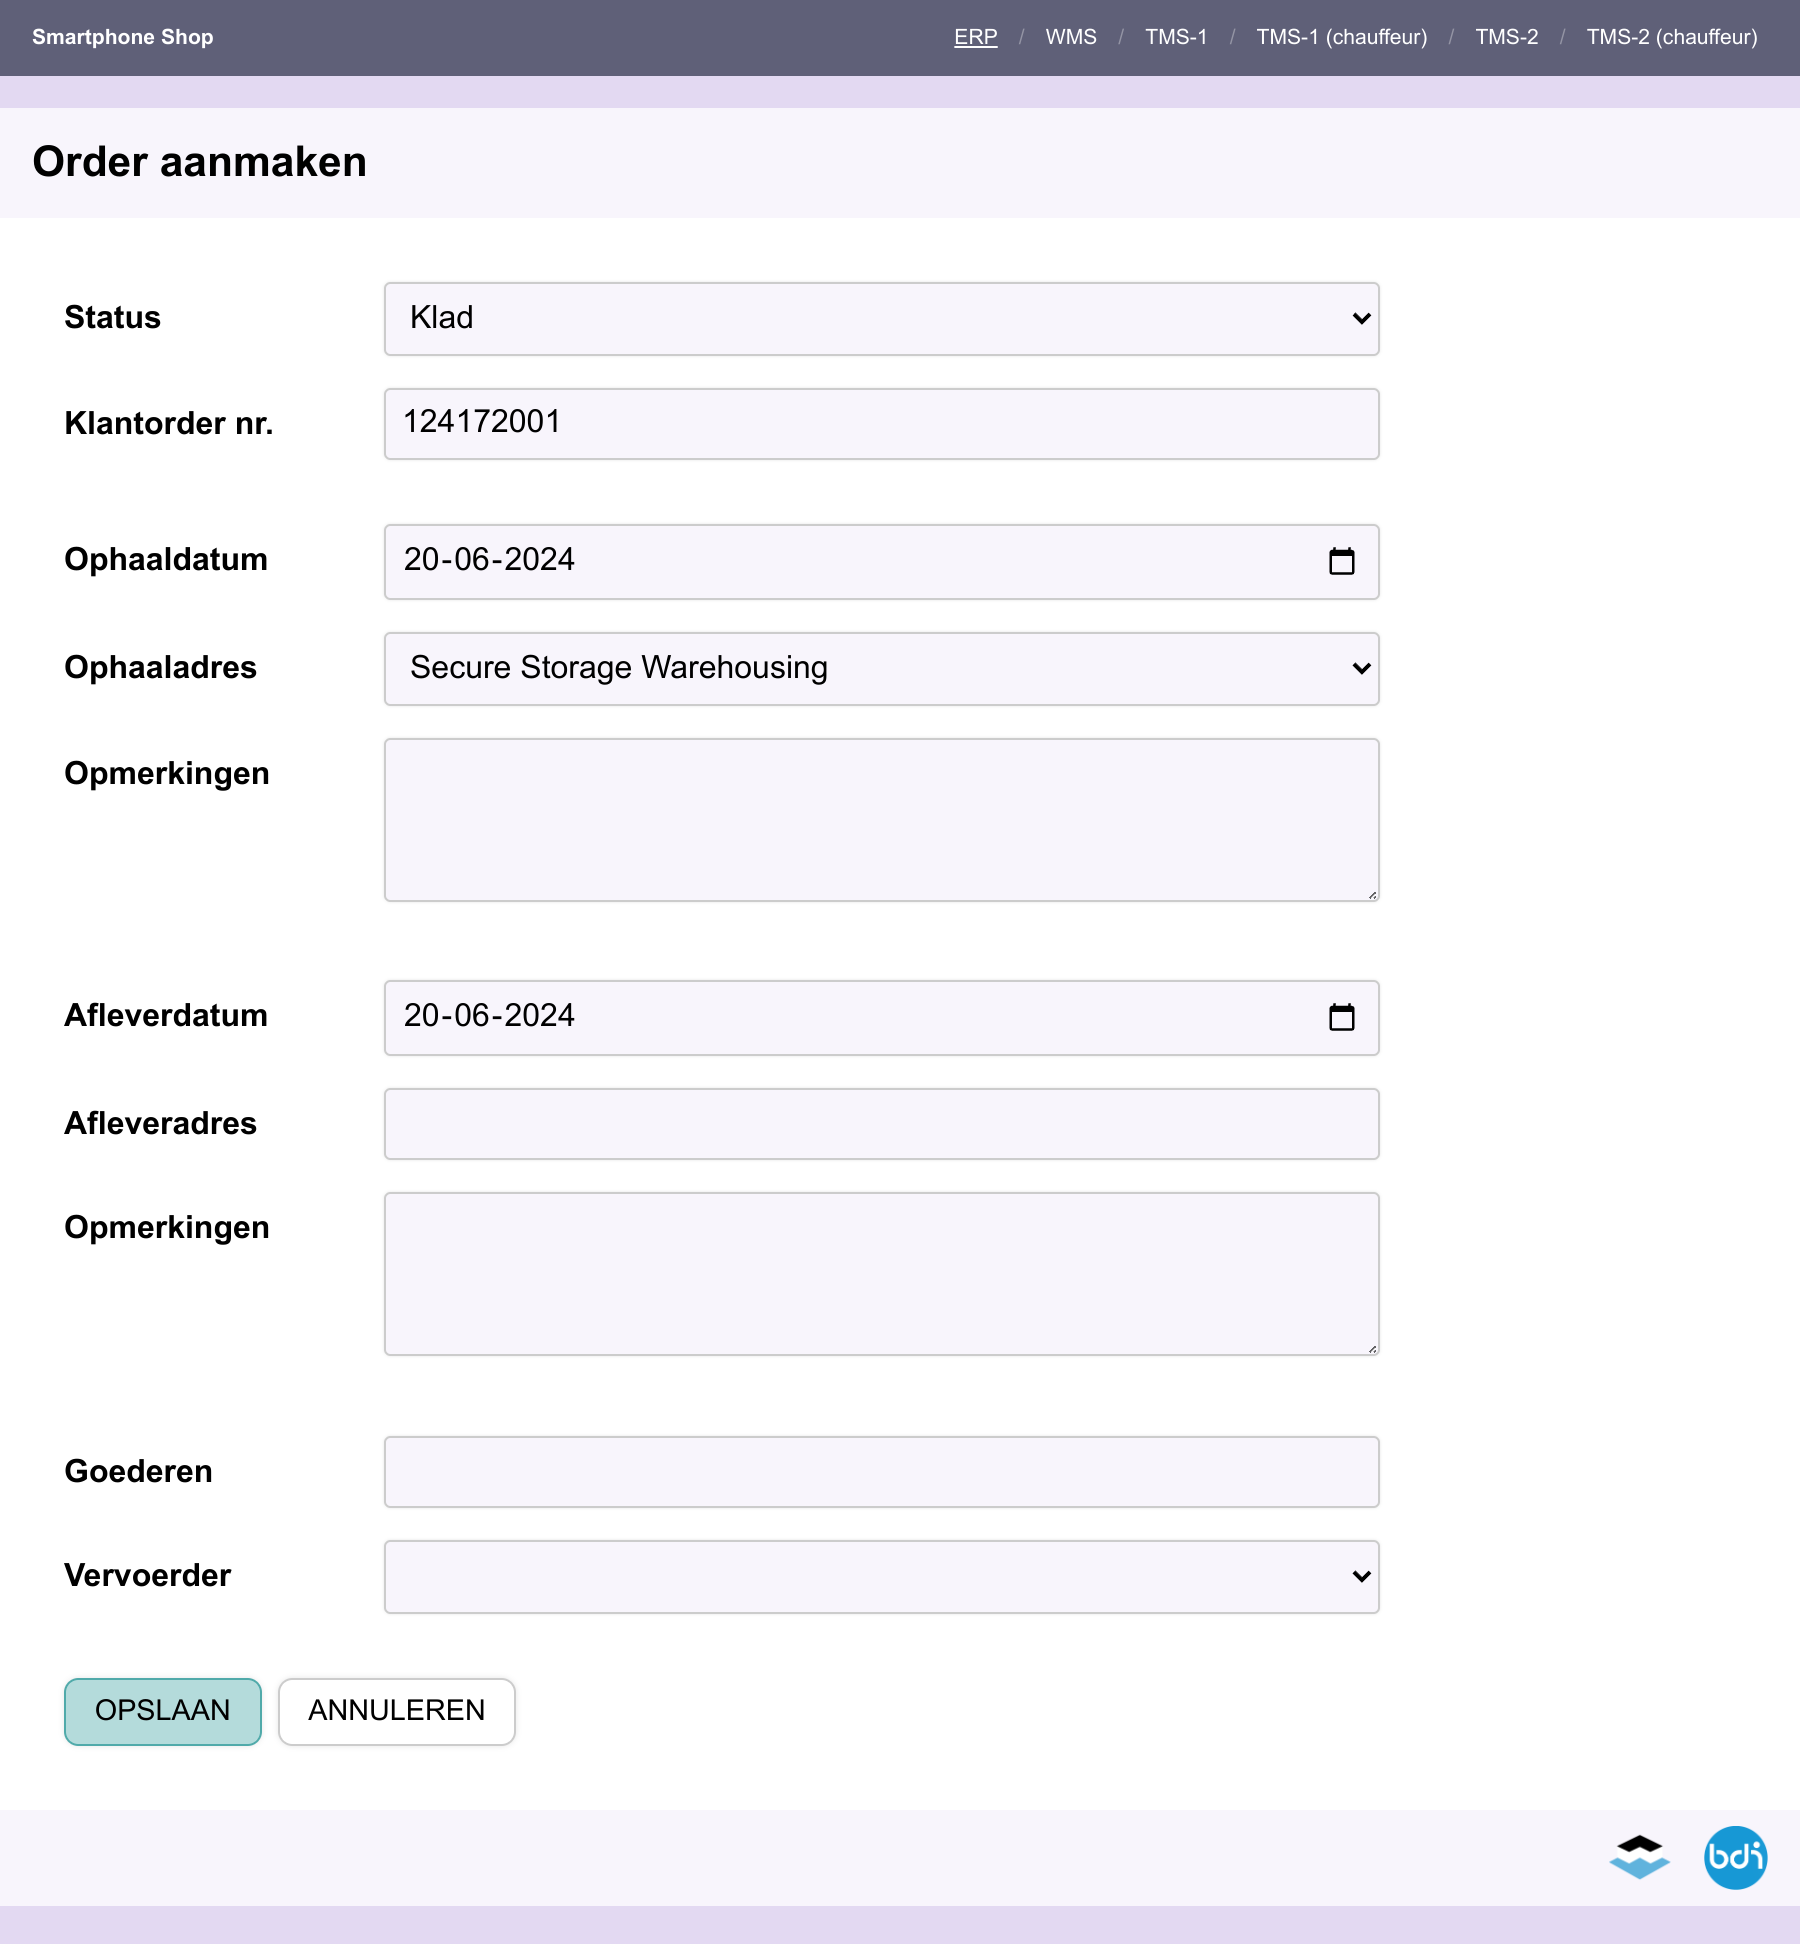 Smartphone Shop
ERP / WMS / TMS-1 / TMS-1 (chauffeur) / TMS-2 / TMS-2 (chauffeur)
Order aanmaken
Status
Klad
Klantorder nr.
124172001
Ophaaldatum
20-06-2024
Ophaaladres
Secure Storage Warehousing
Opmerkingen
Afleverdatum
20-06-2024
Afleveradres
Opmerkingen
Goederen
Vervoerder
OPSLAAN
ANNULEREN
bdi